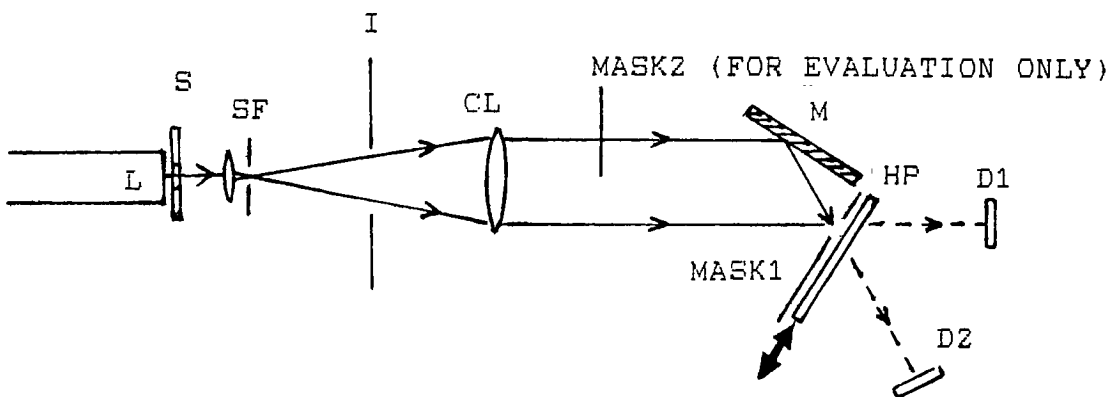 I
MASK2 (FOR EVALUATION ONLY)
S
SF
CL
M
L
HP
D1
MASK1
D2